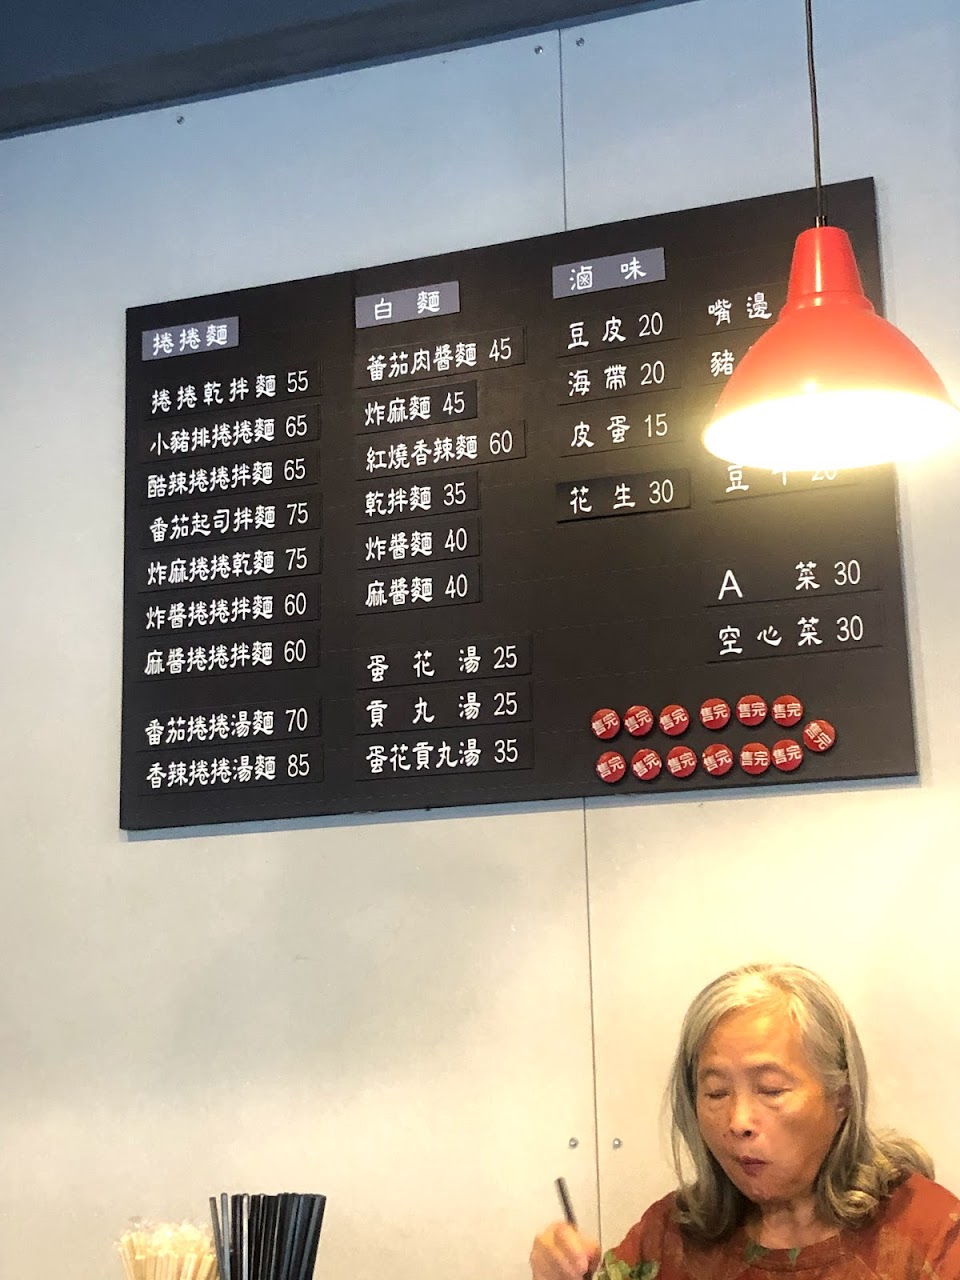 捲捲麵
捲捲乾拌麵 55
小豬排捲捲麵 65
酷辣捲捲拌麵 65
番茄起司拌麵 75
炸麻捲捲乾麵 75
炸醬捲捲拌麵 60
麻醬捲捲拌麵 60
番茄捲捲湯麵 70
香辣捲捲湯麵 85
白麵
蕃茄肉醬麵 45
炸麻麵 45
紅燒香辣麵 60
乾拌麵 35
炸醬麵 40
麻醬麵 40
蛋花湯 25
貢丸湯 25
蛋花貢丸湯 35
滷味
豆皮 20
海帶 20
皮蛋 15
花生 30
嘴邊
豬
豆干 20
A菜 30
空心菜 30
售完 售完 售完 售完 售完 售完
售完
售完 售完 售完 售完 售完 售完